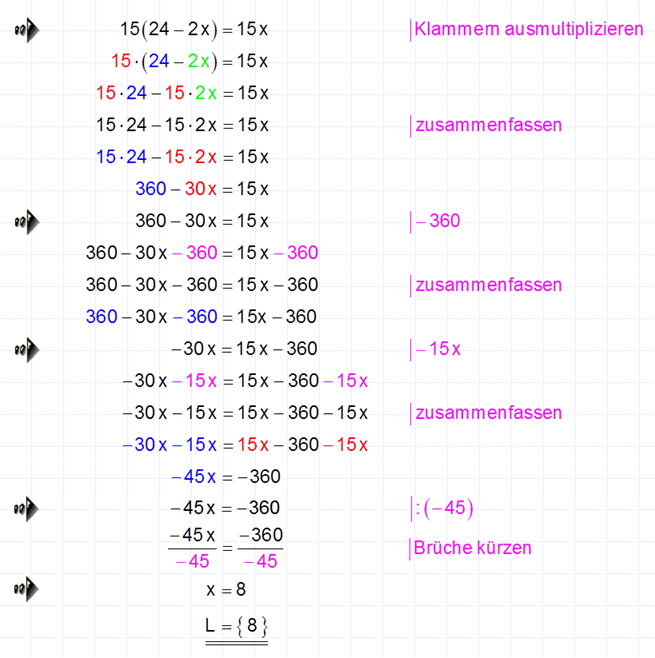 15(24 – 2x) = 15x |Klammern ausmultiplizieren
15·(24 – 2x) = 15x
15·24 – 15·2x = 15x
15·24 – 15·2x = 15x |zusammenfassen
15·24 – 15·2x = 15x
360 – 30x = 15x
360 – 30x = 15x |– 360
360 – 30x – 360 = 15x – 360
360 – 30x – 360 = 15x – 360 |zusammenfassen
360 – 30x – 360 = 15x – 360
–30x = 15x – 360 |– 15x
–30x – 15x = 15x – 360 – 15x
–30x – 15x = 15x – 360 – 15x |zusammenfassen
–30x – 15x = 15x – 360 – 15x
–45x = –360
–45x = –360 |:(–45)
–45x/–45 = –360/–45 |Brüche kürzen
x = 8
L = {8}